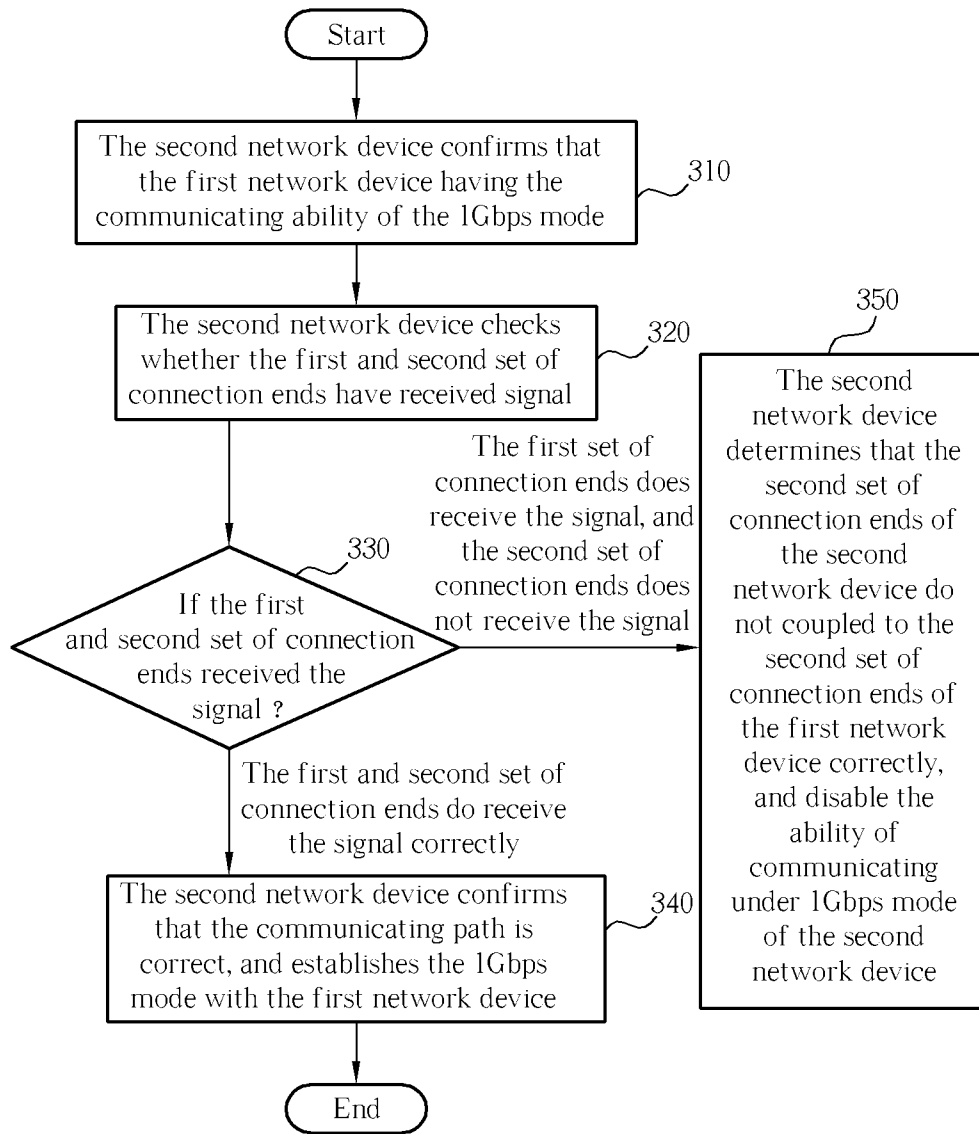 Start
The second network device confirms that
the first network device having the
communicating ability of the 1Gbps mode
310
The second network device checks
whether the first and second set of
connection ends have received signal
320
If the first
and second set of connection
ends received the
signal ?
330
The first set of
connection ends does
receive the signal, and
the second set of
connection ends does
not receive the signal
350
The second
network device
determines that the
second set of
connection ends of
the second
network device do
not coupled to the
second set of
connection ends of
the first network
device correctly,
and disable the
ability of
communicating
under 1Gbps mode
of the second
network device
The first and second set of
connection ends do receive
the signal correctly
The second network device confirms
that the communicating path is
correct, and establishes the 1Gbps
mode with the first network device
340
End